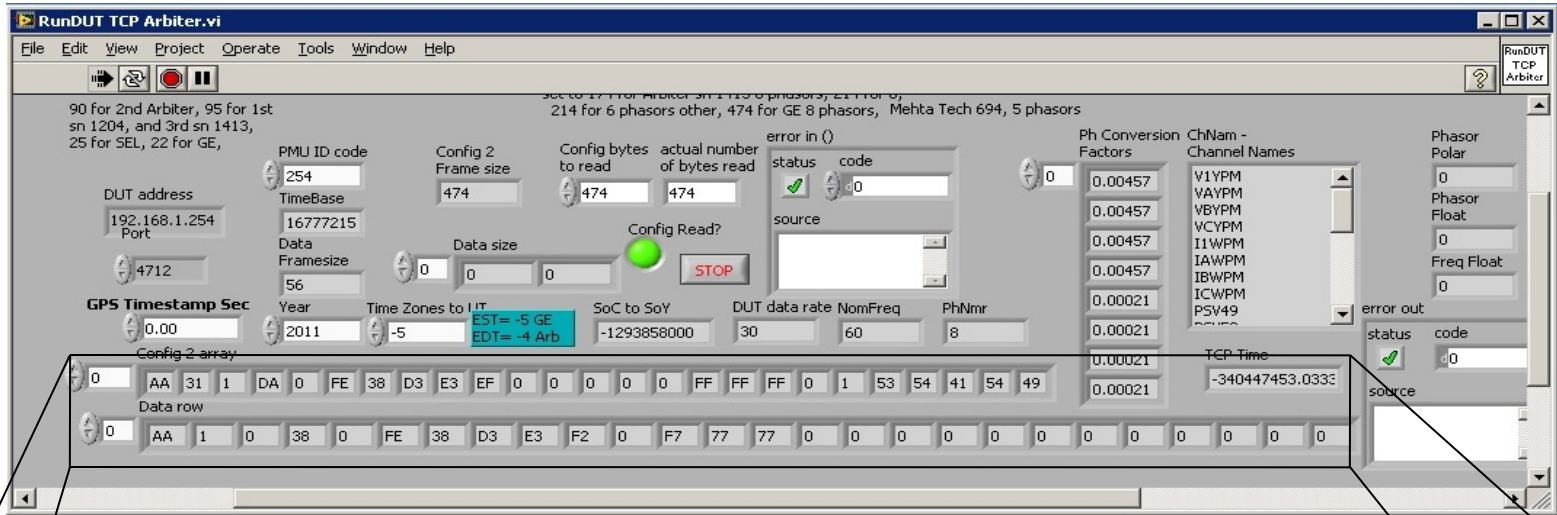 RunDUT TCP Arbiter.vi
File Edit View Project Operate Tools Window Help
RunDUT
TCP
Arbiter
90 for 2nd Arbiter, 95 for 1st
sn 1204, and 3rd sn 1413,
25 for SEL, 22 for GE,
214 for 6 phasors other, 474 for GE 8 phasors, Mehta Tech 694, 5 phasors
DUT address
192.168.1.254
Port
4712
PMU ID code
254
TimeBase
16777215
Data
Framesize
56
Config 2
Frame size
474
Config bytes
to read
474
actual number
of bytes read
474
Data size
0 0 0
Config Read?
STOP
error in ()
status code
d0
source
Ph Conversion
Factors
0
0.00457
0.00457
0.00457
0.00457
0.00021
0.00021
0.00021
0.00021
ChNam -
Channel Names
V1YPM
VAYPM
VBYPM
VCYPM
I1WPM
IAWPM
IBWPM
ICWPM
PSV49
Phasor
Polar
0
Phasor
Float
0
Freq Float
0
GPS Timestamp Sec
0.00
Year
2011
Time Zones to UT
-5
EST= -5 GE
EDT= -4 Arb
SoC to SoY
-1293858000
DUT data rate
30
NomFreq
60
PhNmr
8
error out
status code
d0
source
TCP Time
-340447453.0333
Config 2 array
0 AA 31 1 DA 0 FE 38 D3 E3 EF 0 0 0 0 0 FF FF FF 0 1 53 54 41 54 49
Data row
0 AA 1 0 38 0 FE 38 D3 E3 F2 0 F7 77 77 0 0 0 0 0 0 0 0 0 0 0 0